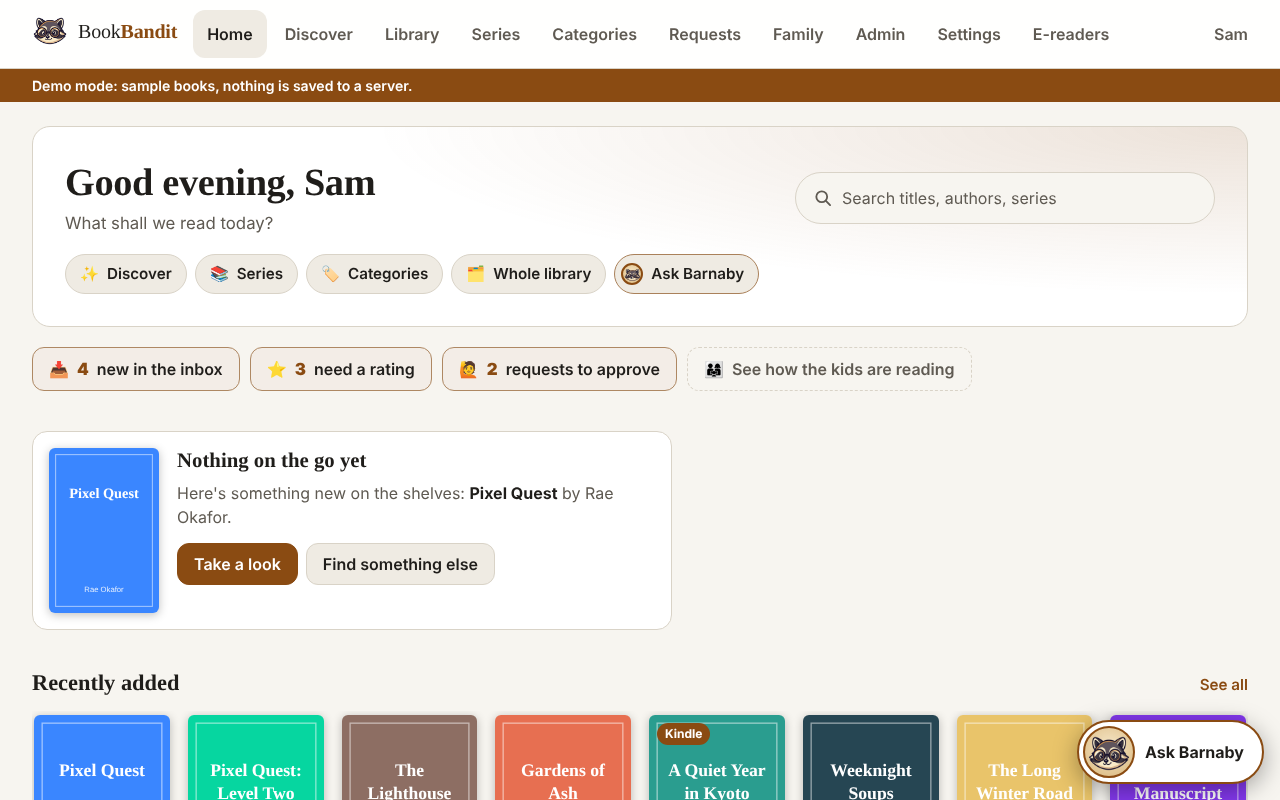 BookBandit
Home Discover Library Series Categories Requests Family Admin Settings E-readers Sam
Demo mode: sample books, nothing is saved to a server.
Good evening, Sam
What shall we read today?
Search titles, authors, series
Discover Series Categories Whole library Ask Barnaby
4 new in the inbox 3 need a rating 2 requests to approve See how the kids are reading
Pixel Quest
Rae Okafor
Nothing on the go yet
Here's something new on the shelves: Pixel Quest by Rae
Okafor.
Take a look Find something else
Recently added See all
Pixel Quest
Pixel Quest:
Level Two
The
Lighthouse
Gardens of
Ash
Kindle
A Quiet Year
in Kyoto
Weeknight
Soups
The Long
Winter Road
Manuscript
Ask Barnaby